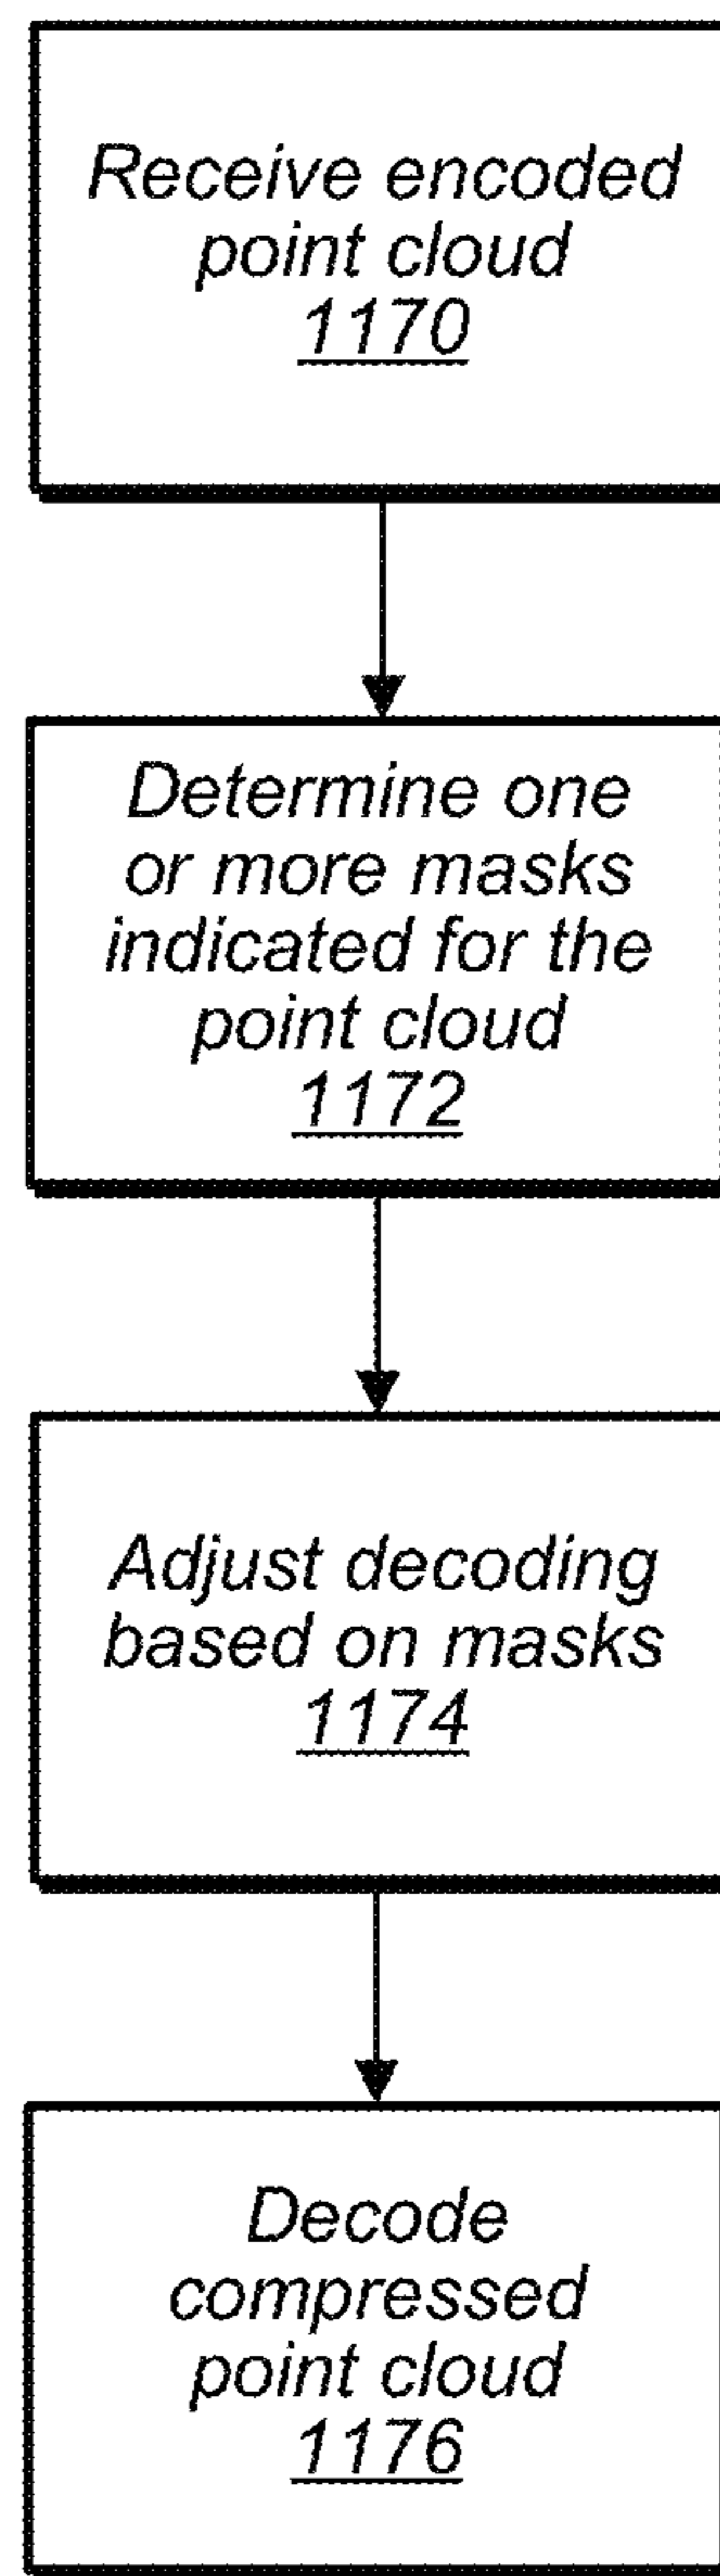 Receive encoded
point cloud
1170
Determine one
or more masks
indicated for the
point cloud
1172
Adjust decoding
based on masks
1174
Decode
compressed
point cloud
1176